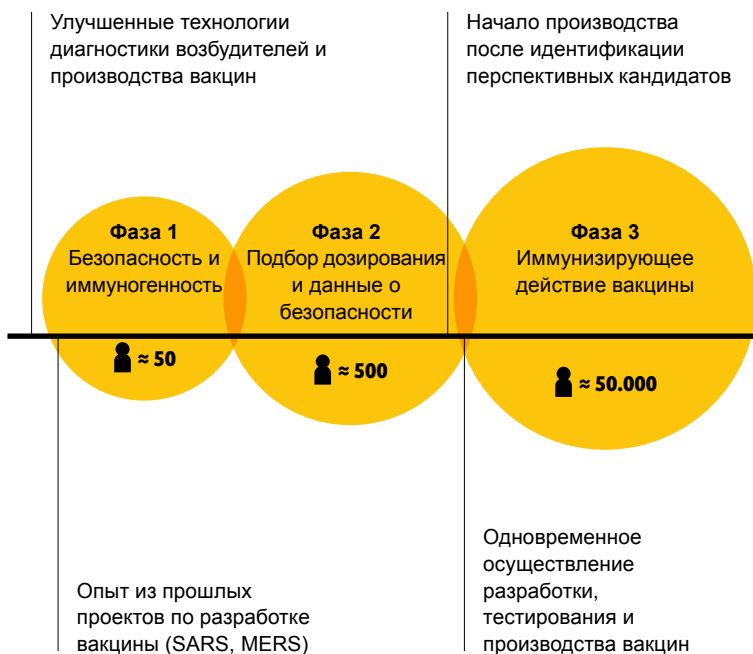 Улучшенные технологии
диагностики возбудителей и
производства вакцин
Начало производства
после идентификации
перспективных кандидатов
Фаза 1
Безопасность и
иммуногенность
≈ 50
Фаза 2
Подбор дозирования
и данные о
безопасности
≈ 500
Фаза 3
Иммунизирующее
действие вакцины
≈ 50.000
Опыт из прошлых
проектов по разработке
вакцины (SARS, MERS)
Одновременное
осуществление
разработки,
тестирования и
производства вакцин